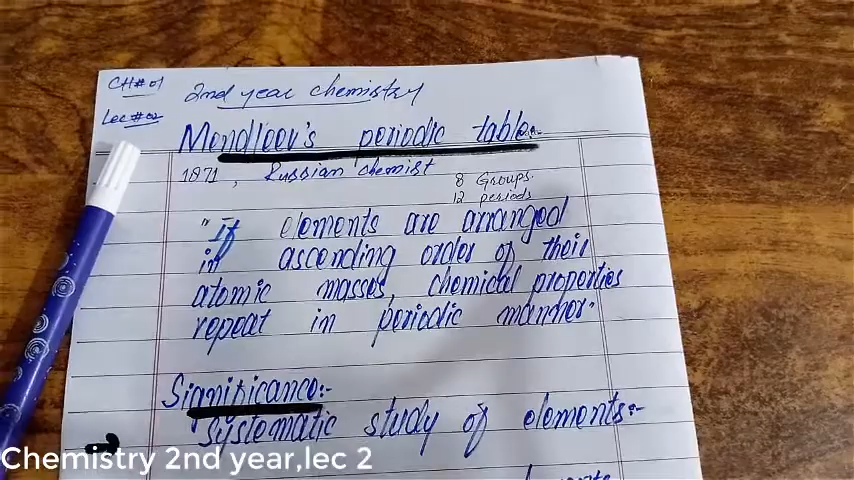 CH# 01
2nd year chemistry
Lec # 02
Mendleev's periodic table:-
1871, Russian chemist
8 Groups.
12 periods
"If elements are arranged
in ascending order of their
atomic masses, chemical properties
repeat in periodic manner.
Significance:-
Systematic study of elements:-
Chemistry 2nd year,lec 2